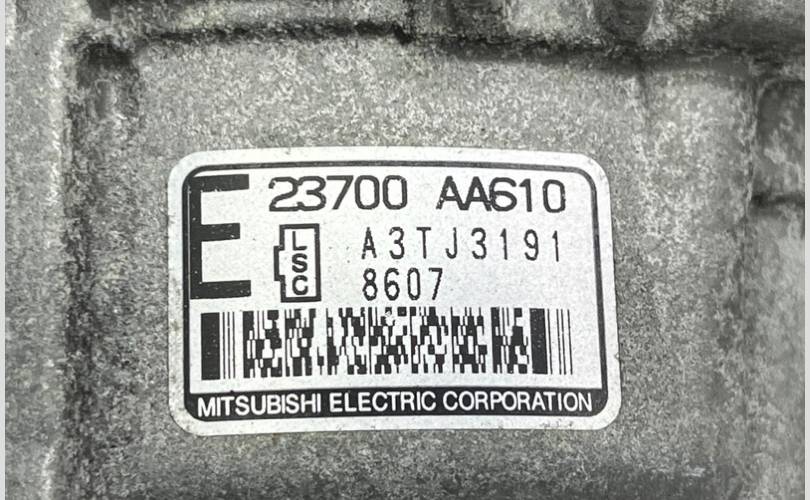 E
23700 AA610
LSC
A3TJ3191
8607
MITSUBISHI ELECTRIC CORPORATION